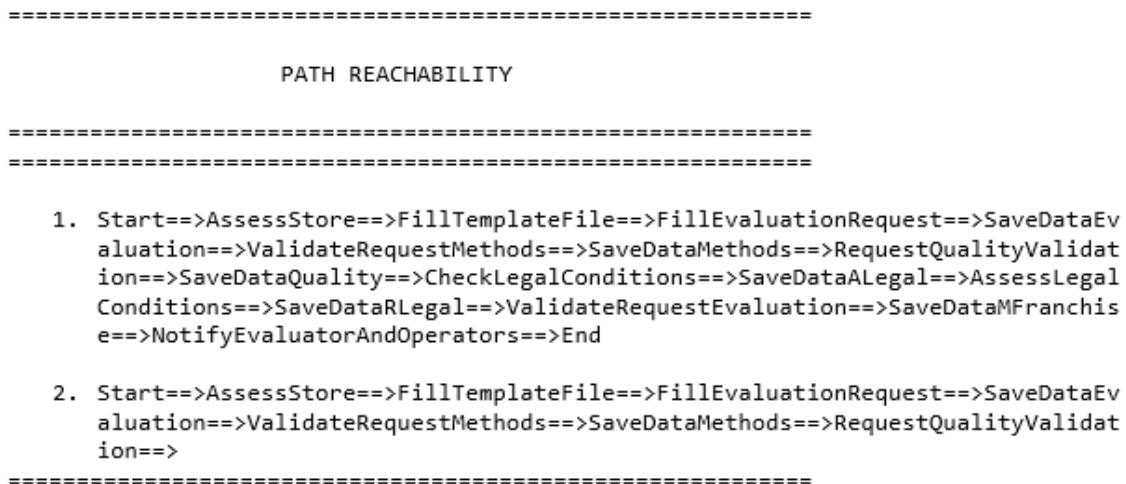 ===========================================================
PATH REACHABILITY
===========================================================
===========================================================
1. Start==>AssessStore==>FillTemplateFile==>FillEvaluationRequest==>SaveDataEv
aluation==>ValidateRequestMethods==>SaveDataMethods==>RequestQualityValidat
ion==>SaveDataQuality==>CheckLegalConditions==>SaveDataALegal==>AssessLegal
Conditions==>SaveDataRLegal==>ValidateRequestEvaluation==>SaveDataMFranchis
e==>NotifyEvaluatorAndOperators==>End
2. Start==>AssessStore==>FillTemplateFile==>FillEvaluationRequest==>SaveDataEv
aluation==>ValidateRequestMethods==>SaveDataMethods==>RequestQualityValidat
ion==>
===========================================================